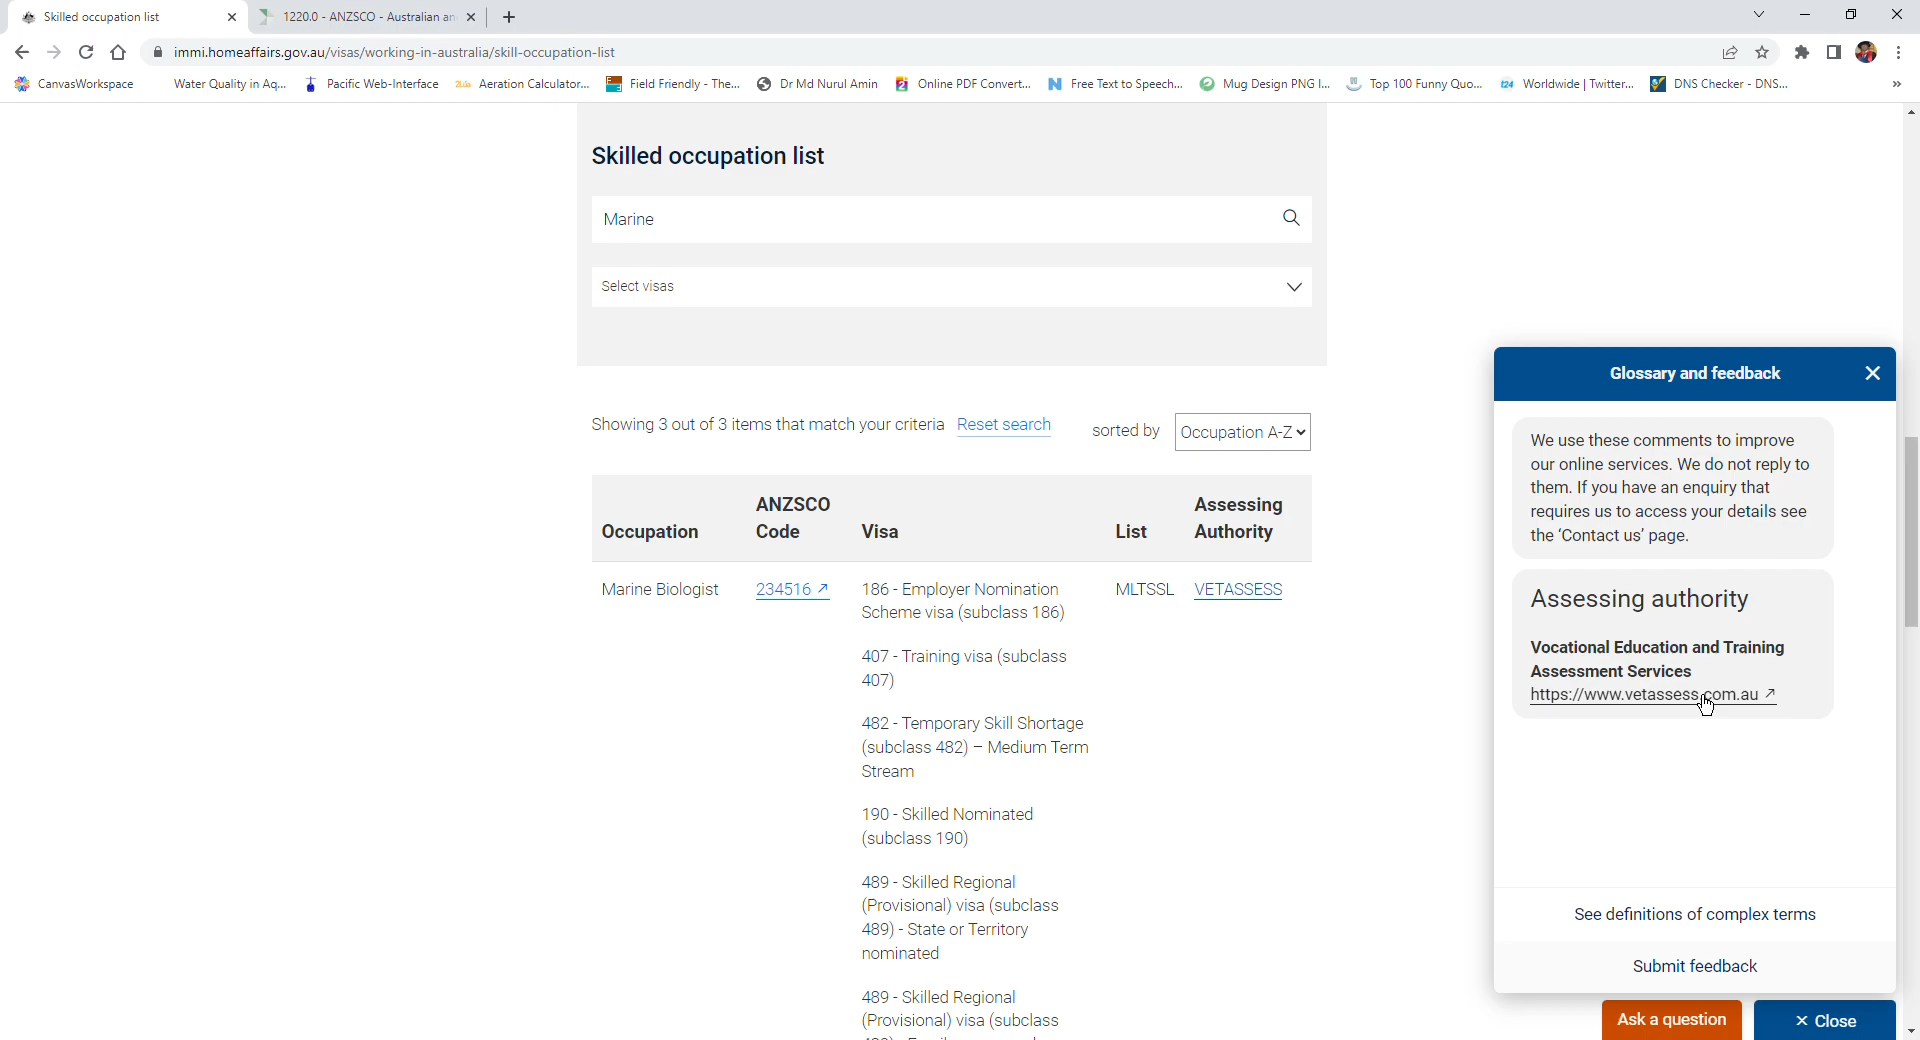 Skilled occupation list
1220.0 - ANZSCO - Australian an
immi.homeaffairs.gov.au/visas/working-in-australia/skill-occupation-list
CanvasWorkspace
Water Quality in Aq...
Pacific Web-Interface
Aeration Calculator...
Field Friendly - The...
Dr Md Nurul Amin
Online PDF Convert...
Free Text to Speech...
Mug Design PNG I...
Top 100 Funny Quo...
t24
Worldwide | Twitter...
DNS Checker - DNS...
»
Skilled occupation list
Marine
Select visas
Showing 3 out of 3 items that match your criteria Reset search
sorted by Occupation A-Z
Occupation
ANZSCO
Code
Visa
List
Assessing
Authority
Marine Biologist
234516
186 - Employer Nomination
Scheme visa (subclass 186)
407 - Training visa (subclass
407)
482 - Temporary Skill Shortage
(subclass 482) – Medium Term
Stream
190 - Skilled Nominated
(subclass 190)
489 - Skilled Regional
(Provisional) visa (subclass
489) - State or Territory
nominated
489 - Skilled Regional
(Provisional) visa (subclass
MLTSSL
VETASSESS
Glossary and feedback
We use these comments to improve
our online services. We do not reply to
them. If you have an enquiry that
requires us to access your details see
the ‘Contact us’ page.
Assessing authority
Vocational Education and Training
Assessment Services
https://www.vetassess.com.au
See definitions of complex terms
Submit feedback
Ask a question
× Close